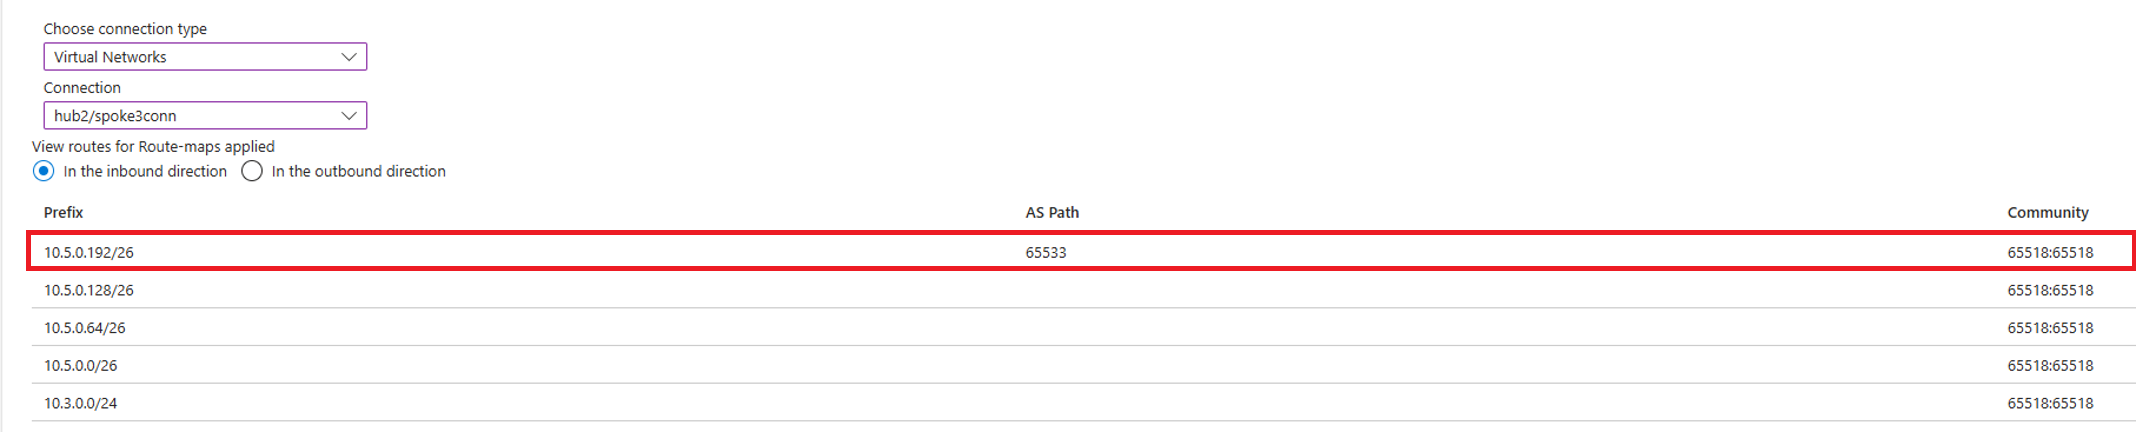 Choose connection type
Virtual Networks
Connection
hub2/spoke3conn
View routes for Route-maps applied
In the inbound direction In the outbound direction
Prefix AS Path Community
10.5.0.192/26 65533 65518:65518
10.5.0.128/26 65518:65518
10.5.0.64/26 65518:65518
10.5.0.0/26 65518:65518
10.3.0.0/24 65518:65518